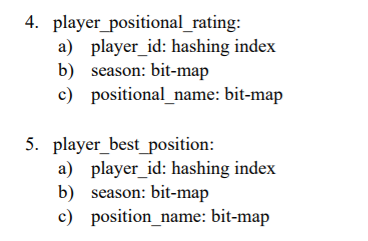 4. player_positional_rating:
a) player_id: hashing index
b) season: bit-map
c) positional_name: bit-map
5. player_best_position:
a) player_id: hashing index
b) season: bit-map
c) position_name: bit-map